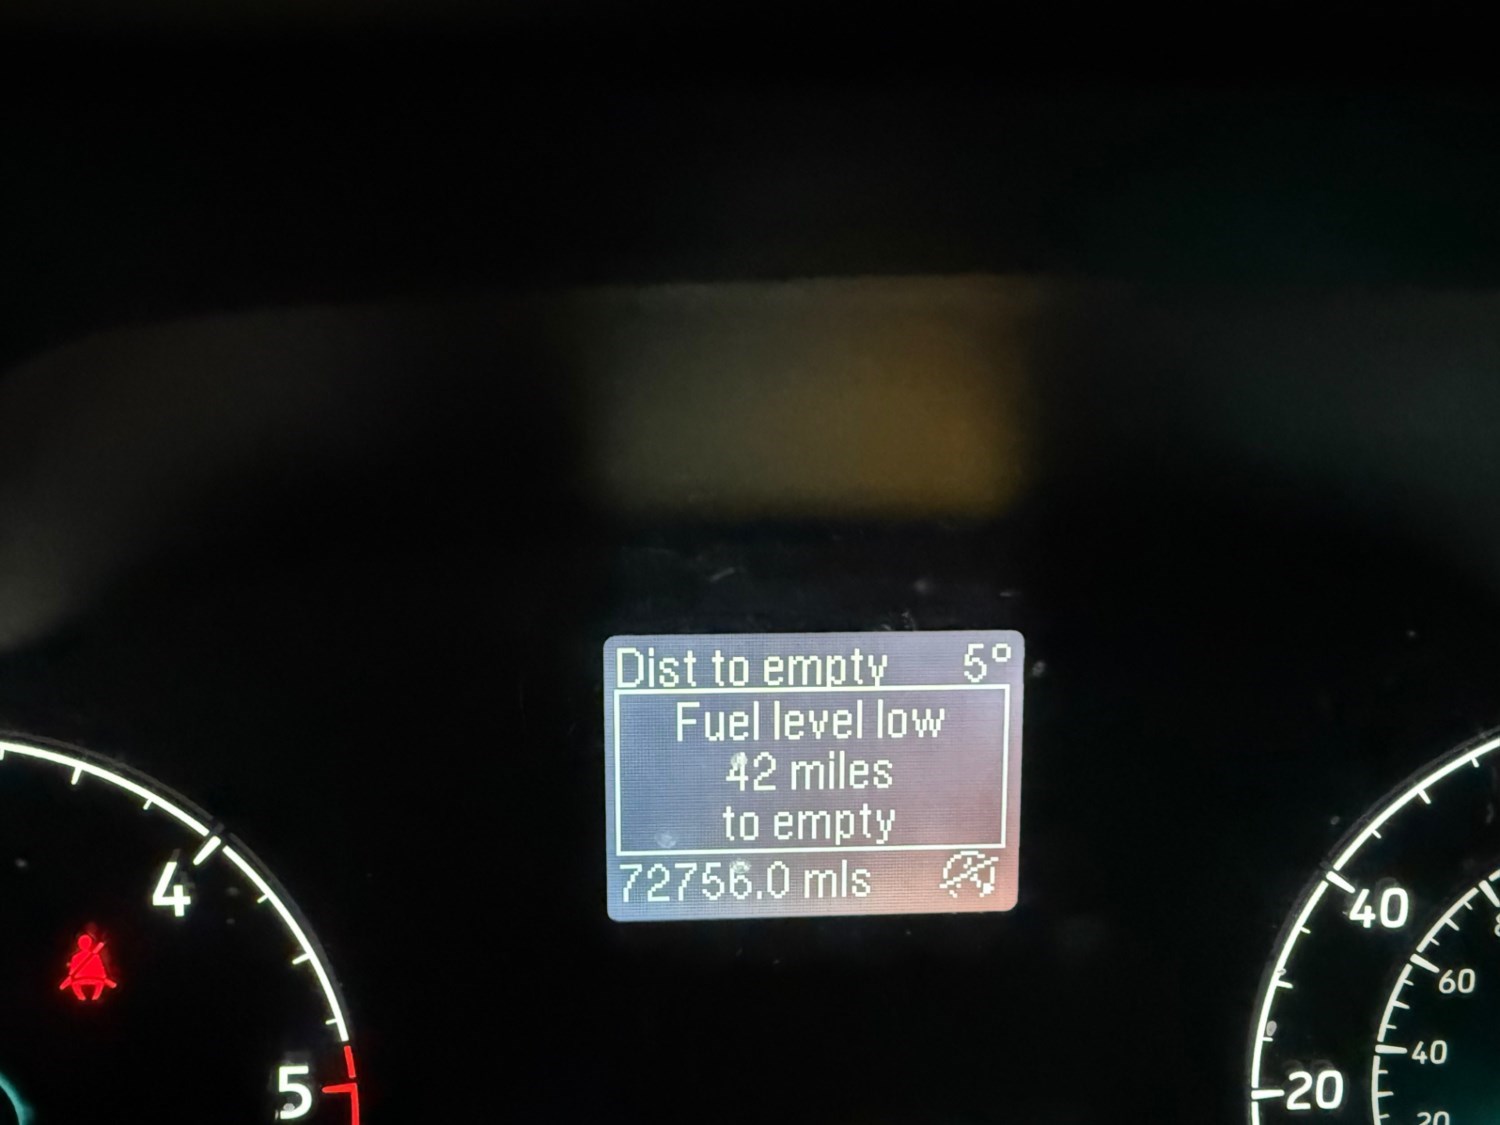 Dist to empty 5°
Fuel level low
42 miles
to empty
72756.0 mls
4
5
40
20
60
40
20